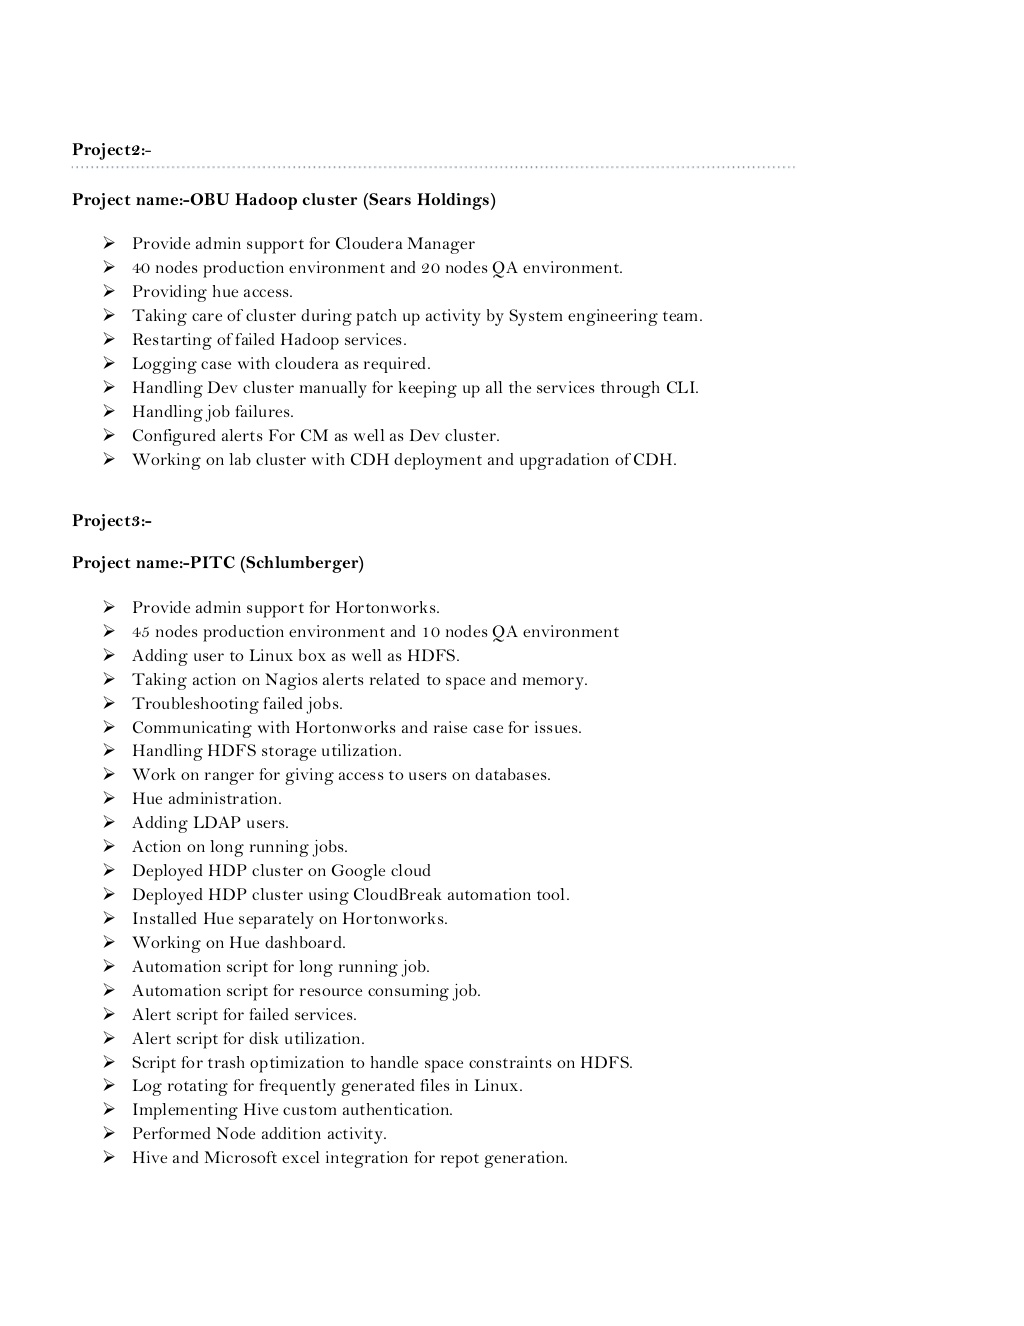 Project2:-
Project name:-OBU Hadoop cluster (Sears Holdings)
➢ Provide admin support for Cloudera Manager
➢ 40 nodes production environment and 20 nodes QA environment.
➢ Providing hue access.
➢ Taking care of cluster during patch up activity by System engineering team.
➢ Restarting of failed Hadoop services.
➢ Logging case with cloudera as required.
➢ Handling Dev cluster manually for keeping up all the services through CLI.
➢ Handling job failures.
➢ Configured alerts For CM as well as Dev cluster.
➢ Working on lab cluster with CDH deployment and upgradation of CDH.
Project3:-
Project name:-PITC (Schlumberger)
➢ Provide admin support for Hortonworks.
➢ 45 nodes production environment and 10 nodes QA environment
➢ Adding user to Linux box as well as HDFS.
➢ Taking action on Nagios alerts related to space and memory.
➢ Troubleshooting failed jobs.
➢ Communicating with Hortonworks and raise case for issues.
➢ Handling HDFS storage utilization.
➢ Work on ranger for giving access to users on databases.
➢ Hue administration.
➢ Adding LDAP users.
➢ Action on long running jobs.
➢ Deployed HDP cluster on Google cloud
➢ Deployed HDP cluster using CloudBreak automation tool.
➢ Installed Hue separately on Hortonworks.
➢ Working on Hue dashboard.
➢ Automation script for long running job.
➢ Automation script for resource consuming job.
➢ Alert script for failed services.
➢ Alert script for disk utilization.
➢ Script for trash optimization to handle space constraints on HDFS.
➢ Log rotating for frequently generated files in Linux.
➢ Implementing Hive custom authentication.
➢ Performed Node addition activity.
➢ Hive and Microsoft excel integration for repot generation.